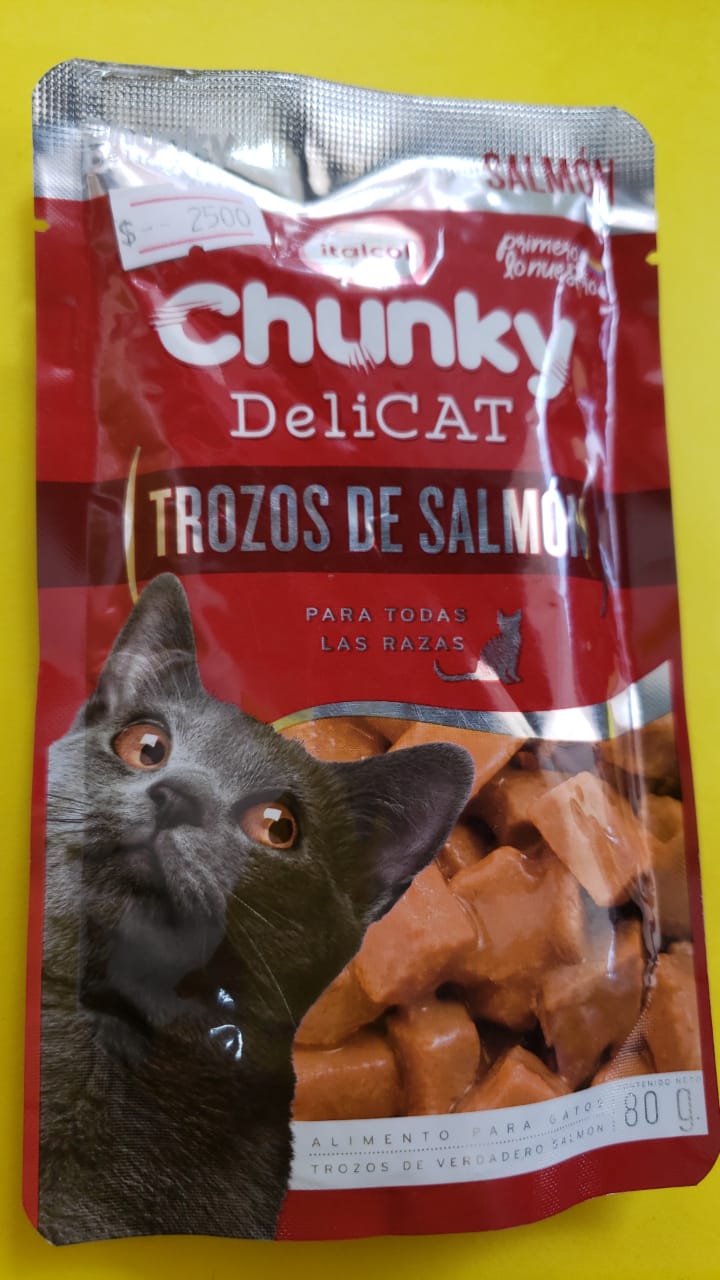 SALMÓN
$-- 2500
italcol
primero
lo nuestro
Chunky
DeliCAT
TROZOS DE SALMÓN
PARA TODAS
LAS RAZAS
CONTENIDO NETO
80 g.
ALIMENTO PARA GATOS
TROZOS DE VERDADERO SALMÓN